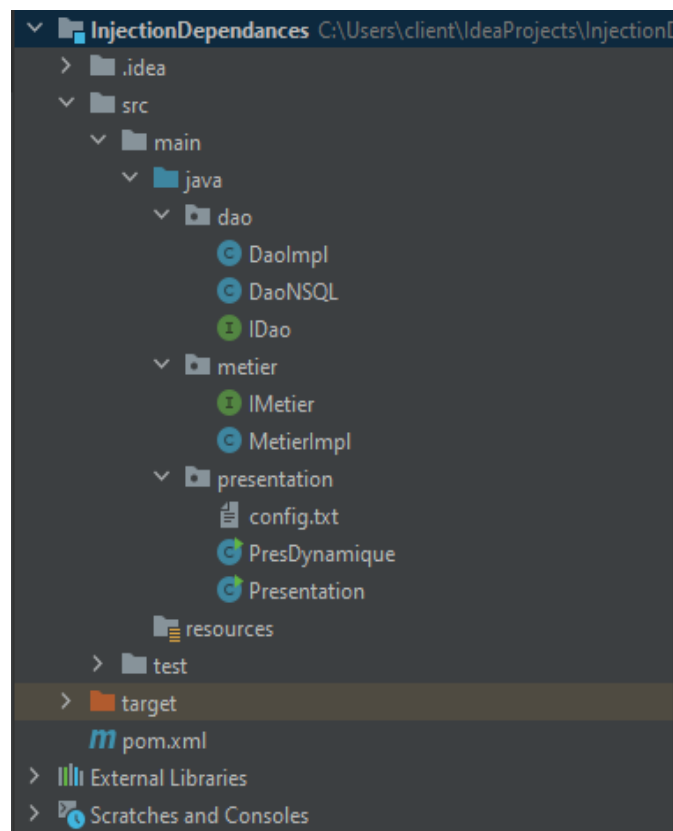 InjectionDependances C:\Users\client\IdeaProjects\InjectionD
.idea
src
main
java
dao
DaoImpl
DaoNSQL
IDao
metier
IMetier
MetierImpl
presentation
config.txt
PresDynamique
Presentation
resources
test
target
pom.xml
External Libraries
Scratches and Consoles